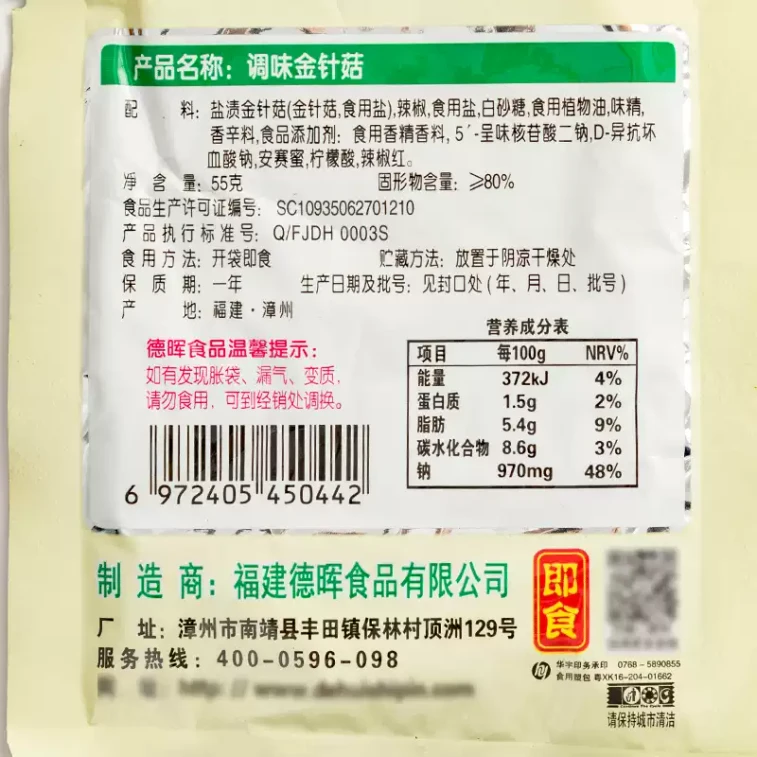 产品名称：调味金针菇
配 料：盐渍金针菇(金针菇,食用盐),辣椒,食用盐,白砂糖,食用植物油,味精,
香辛料,食品添加剂：食用香精香料, 5′-呈味核苷酸二钠,D-异抗坏
血酸钠,安赛蜜,柠檬酸,辣椒红。
净 含 量：55克 固形物含量：≥80%
食品生产许可证编号： SC10935062701210
产品执行标准号：Q/FJDH 0003S
食用方法：开袋即食 贮藏方法：放置于阴凉干燥处
保 质 期：一年 生产日期及批号：见封口处(年、月、日、批号)
产 地：福建·漳州
德晖食品温馨提示：
如有发现胀袋、漏气、变质，
请勿食用，可到经销处调换。
6 972405 450442
营养成分表
项目 每100g NRV%
能量 372kJ 4%
蛋白质 1.5g 2%
脂肪 5.4g 9%
碳水化合物 8.6g 3%
钠 970mg 48%
制 造 商：福建德晖食品有限公司
厂 址：漳州市南靖县丰田镇保林村顶洲129号
服务热线：400-0596-098
即食
华宇印务承印 0768-5890855
食用塑包 粤XK16-204-01662
请保持城市清洁